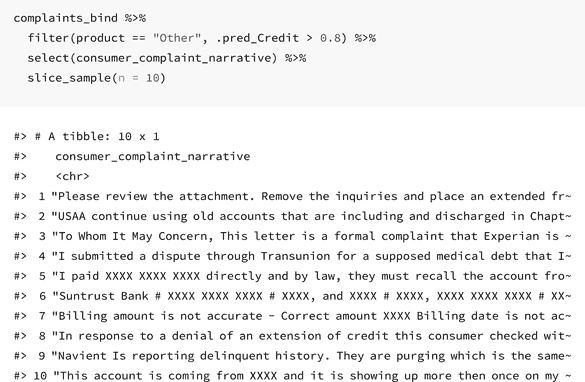 complaints_bind %>%
  filter(product == "Other", .pred_Credit > 0.8) %>%
  select(consumer_complaint_narrative) %>%
  slice_sample(n = 10)
#> # A tibble: 10 x 1
#>    consumer_complaint_narrative
#>    <chr>
#>  1 "Please review the attachment. Remove the inquiries and place an extended fr~
#>  2 "USAA continue using old accounts that are including and discharged in Chapt~
#>  3 "To Whom It May Concern, This letter is a formal complaint that Experian is ~
#>  4 "I submitted a dispute through Transunion for a supposed medical debt that I~
#>  5 "I paid XXXX XXXX XXXX directly and by law, they must recall the account fro~
#>  6 "Suntrust Bank # XXXX XXXX XXXX # XXXX, and XXXX # XXXX, XXXX XXXX XXXX # XX~
#>  7 "Billing amount is not accurate - Correct amount XXXX Billing date is not ac~
#>  8 "In response to a denial of an extension of credit this consumer checked wit~
#>  9 "Navient Is reporting delinquent history. They are purging which is the same~
#> 10 "This account is coming from XXXX and it is showing up more then once on my ~